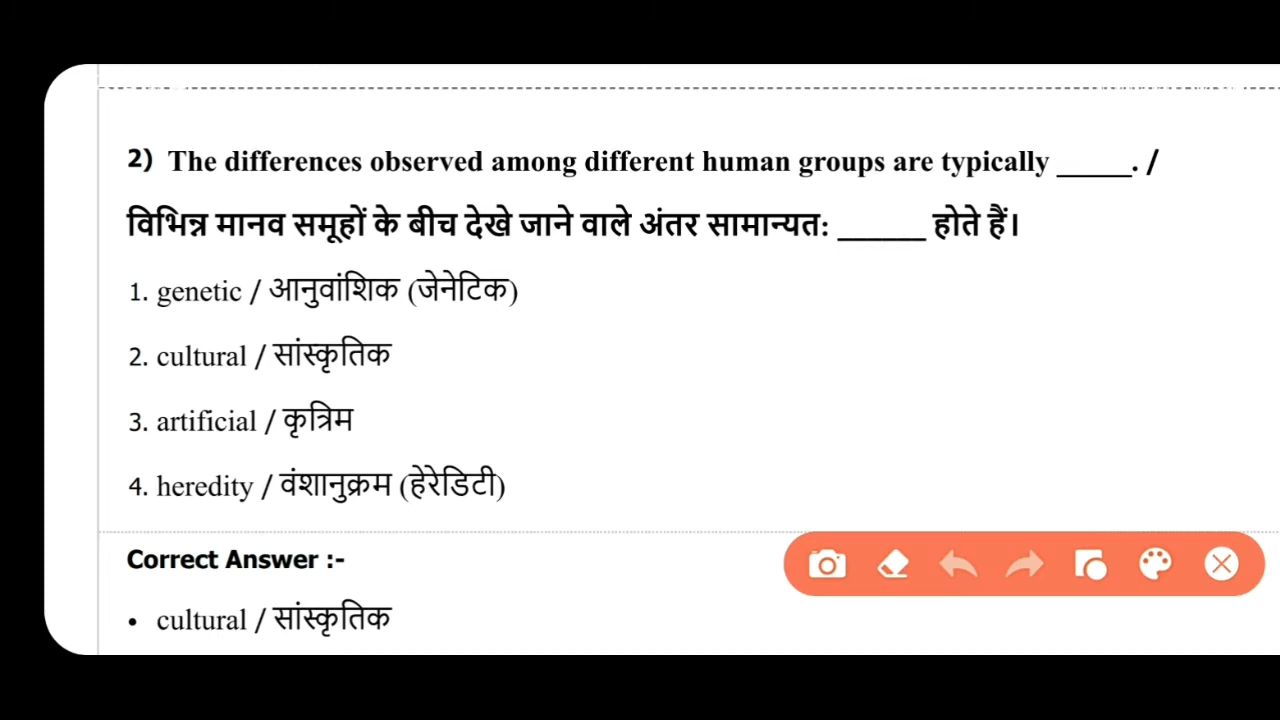 2) The differences observed among different human groups are typically _____. /
विभिन्न मानव समूहों के बीच देखे जाने वाले अंतर सामान्यत: ______ होते हैं।
1. genetic / आनुवांशिक (जेनेटिक)
2. cultural / सांस्कृतिक
3. artificial / कृत्रिम
4. heredity / वंशानुक्रम (हेरेडिटी)
Correct Answer :-
• cultural / सांस्कृतिक